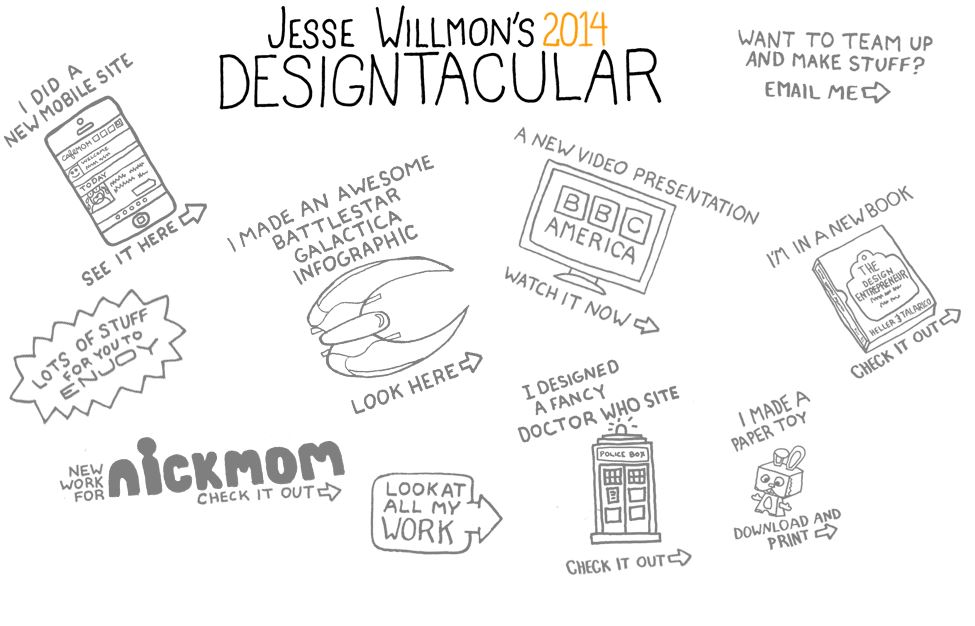 JESSE WILLMON'S 2014
DESIGNTACULAR
WANT TO TEAM UP
AND MAKE STUFF?
EMAIL ME
I DID A
NEW MOBILE SITE
CafeMOM
WELCOME
TODAY
SEE IT HERE
I MADE AN AWESOME
BATTLESTAR
GALACTICA
INFOGRAPHIC
LOOK HERE
A NEW VIDEO PRESENTATION
BBC
AMERICA
WATCH IT NOW
I'M IN A NEW BOOK
THE
DESIGN
ENTREPRENEUR
HELLER & TALARICO
CHECK IT OUT
LOTS OF STUFF
FOR YOU TO
ENJOY
NEW
WORK
FOR
nickmom
CHECK IT OUT
LOOK AT
ALL MY
WORK
I DESIGNED
A FANCY
DOCTOR WHO SITE
POLICE BOX
CHECK IT OUT
I MADE A
PAPER TOY
DOWNLOAD AND
PRINT